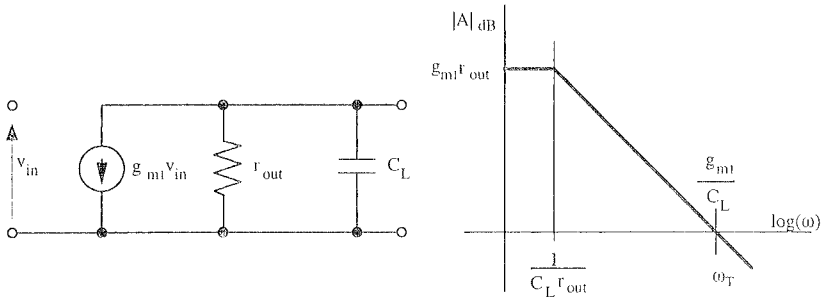 v_in
g_m1 v_in
r_out
C_L
|A|_dB
g_m1 r_out
g_m1
C_L
log(ω)
1
C_L r_out
ω_T